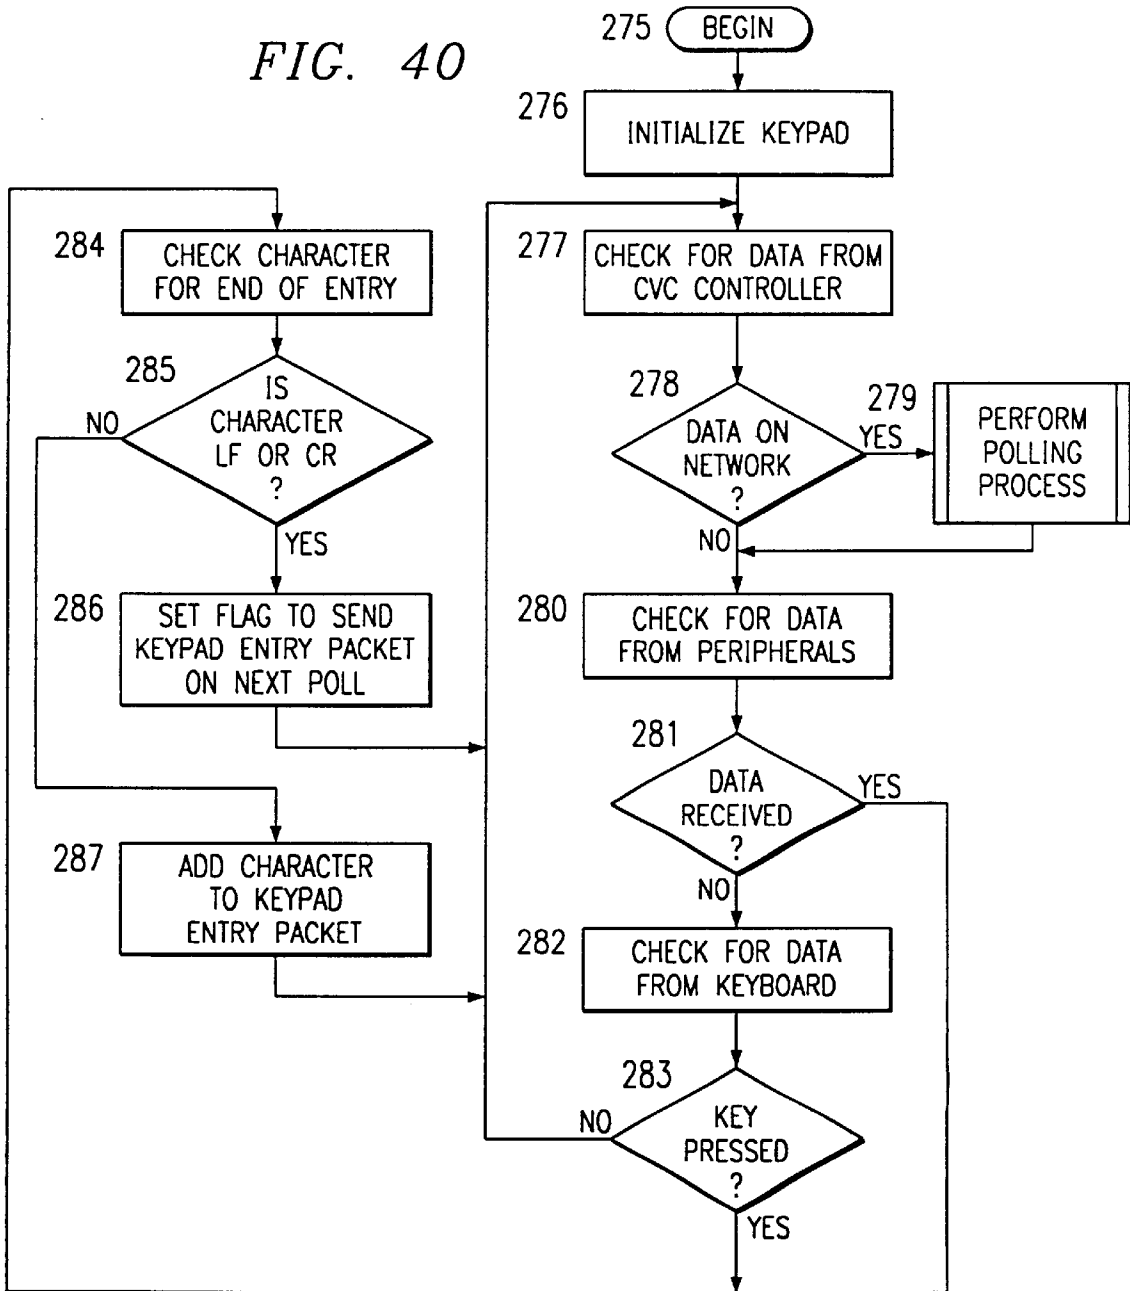 FIG. 40
275
BEGIN
276
INITIALIZE KEYPAD
277
CHECK FOR DATA FROM
CVC CONTROLLER
278
DATA ON
NETWORK
?
YES
NO
279
PERFORM
POLLING
PROCESS
280
CHECK FOR DATA
FROM PERIPHERALS
281
DATA
RECEIVED
?
YES
NO
282
CHECK FOR DATA
FROM KEYBOARD
283
KEY
PRESSED
?
NO
YES
284
CHECK CHARACTER
FOR END OF ENTRY
285
IS
CHARACTER
LF OR CR
?
NO
YES
286
SET FLAG TO SEND
KEYPAD ENTRY PACKET
ON NEXT POLL
287
ADD CHARACTER
TO KEYPAD
ENTRY PACKET